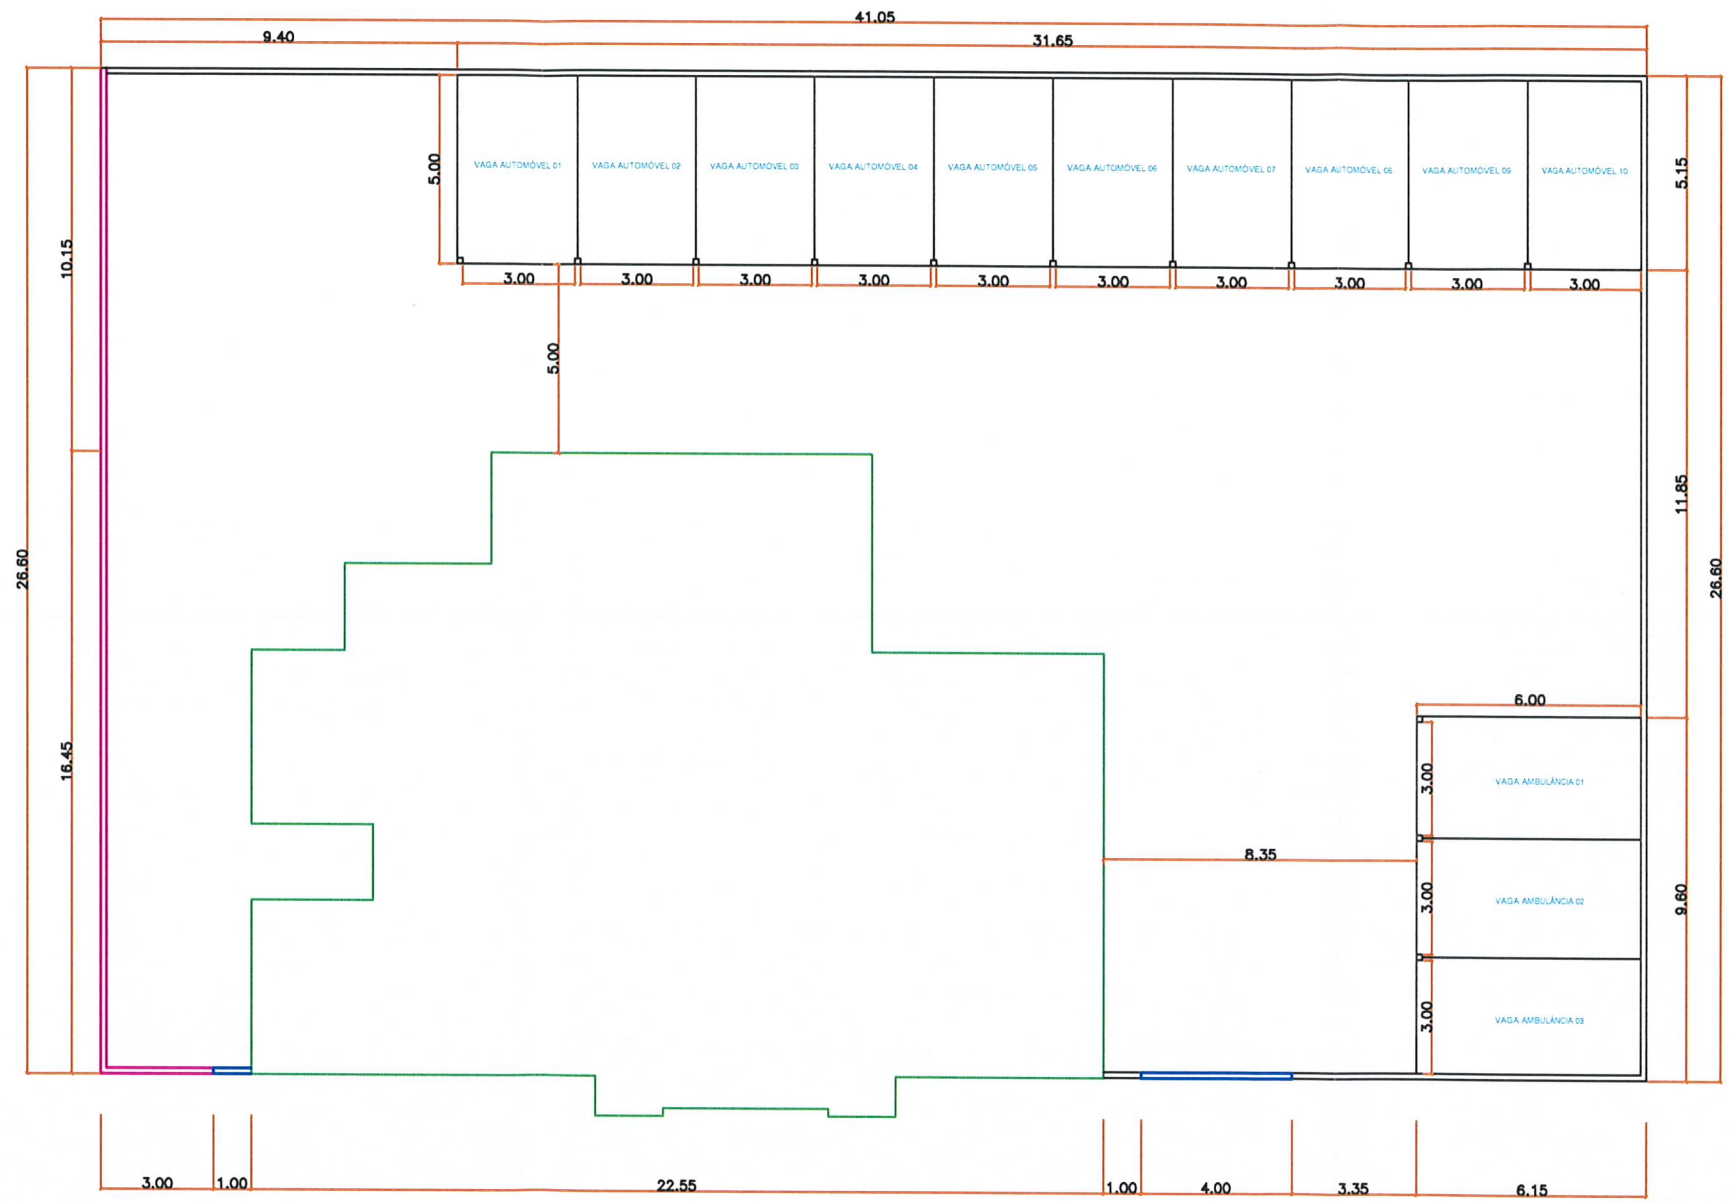 41.05
9.40
31.65
VAGA AUTOMÓVEL 01
VAGA AUTOMÓVEL 02
VAGA AUTOMÓVEL 03
VAGA AUTOMÓVEL 04
VAGA AUTOMÓVEL 05
VAGA AUTOMÓVEL 06
VAGA AUTOMÓVEL 07
VAGA AUTOMÓVEL 08
VAGA AUTOMÓVEL 09
VAGA AUTOMÓVEL 10
5.00
5.15
10.15
3.00
3.00
3.00
3.00
3.00
3.00
3.00
3.00
3.00
3.00
5.00
11.85
26.60
26.60
6.00
16.45
3.00
VAGA AMBULÂNCIA 01
8.35
3.00
VAGA AMBULÂNCIA 02
9.60
3.00
VAGA AMBULÂNCIA 03
3.00
1.00
22.55
1.00
4.00
3.35
6.15